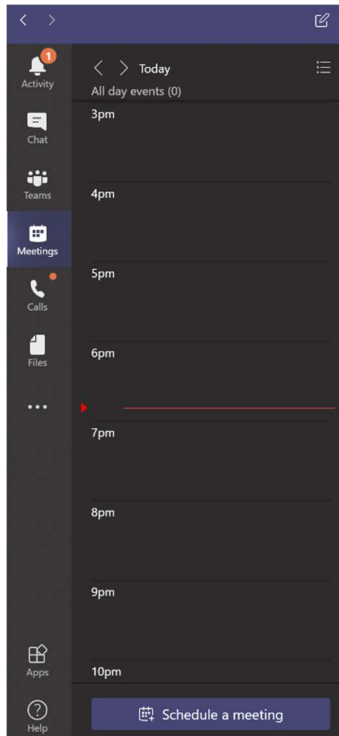 1
Activity
Chat
Teams
Meetings
Calls
Files
Apps
Help
Today
All day events (0)
3pm
4pm
5pm
6pm
7pm
8pm
9pm
10pm
Schedule a meeting